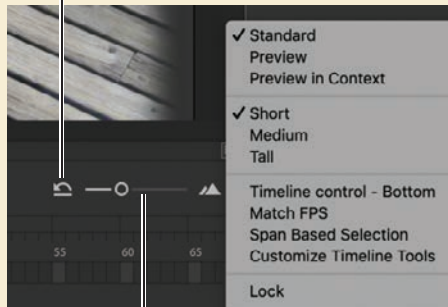 Standard
Preview
Preview in Context
Short
Medium
Tall
Timeline control - Bottom
Match FPS
Span Based Selection
Customize Timeline Tools
Lock
55 60 65